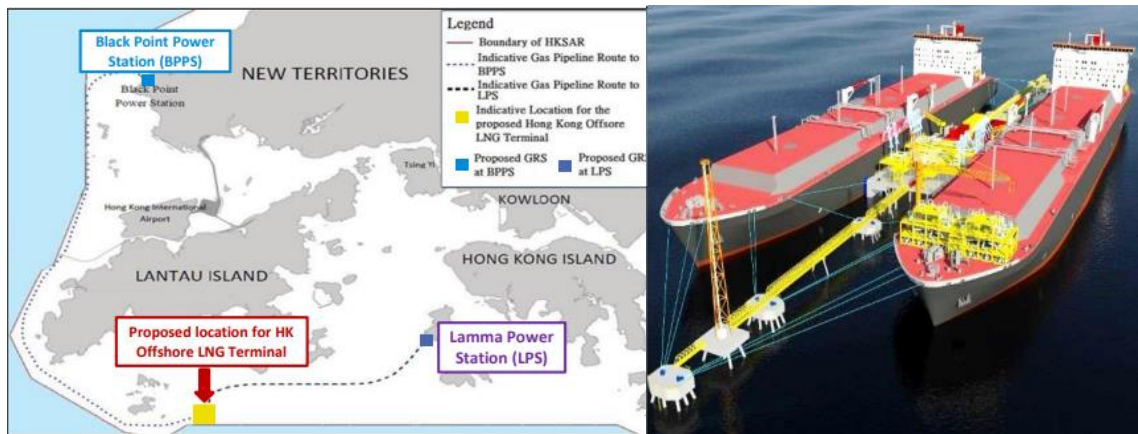 Black Point Power
Station (BPPS)
Black Point
Power Station
NEW TERRITORIES
Tsing Yi
Hong Kong International
Airport
KOWLOON
LANTAU ISLAND
HONG KONG ISLAND
Proposed location for HK
Offshore LNG Terminal
Lamma Power
Station (LPS)
Legend
Boundary of HKSAR
Indicative Gas Pipeline Route to
BPPS
Indicative Gas Pipeline Route to
LPS
Indicative Location for the
proposed Hong Kong Offsore
LNG Terminal
Proposed GRS
at BPPS
Proposed GR
at LPS